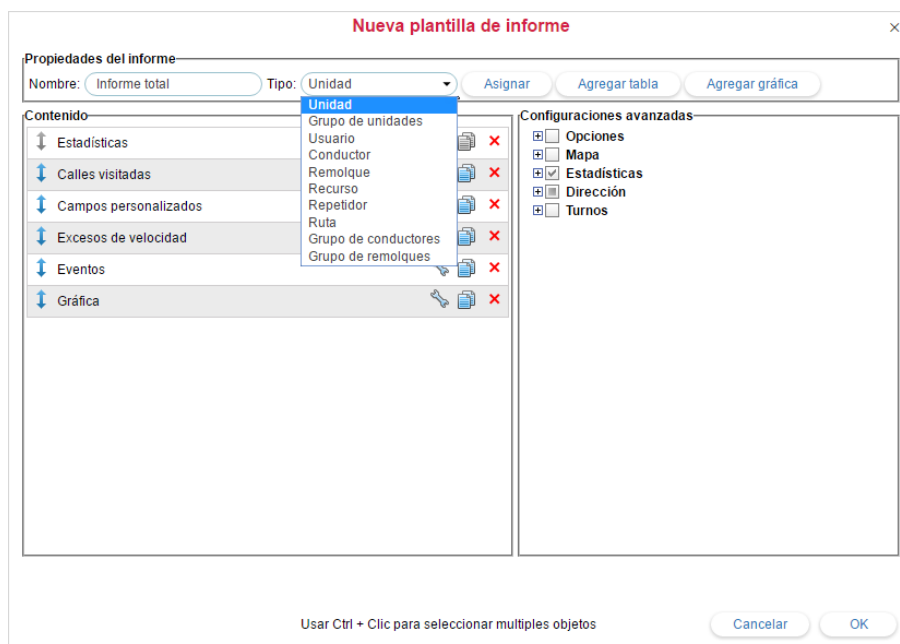 Nueva plantilla de informe
Propiedades del informe
Nombre: Informe total Tipo: Unidad Asignar Agregar tabla Agregar gráfica
Unidad
Grupo de unidades
Usuario
Conductor
Remolque
Recurso
Repetidor
Ruta
Grupo de conductores
Grupo de remolques
Contenido
Estadísticas
Calles visitadas
Campos personalizados
Excesos de velocidad
Eventos
Gráfica
Configuraciones avanzadas
Opciones
Mapa
Estadísticas
Dirección
Turnos
Usar Ctrl + Clic para seleccionar multiples objetos
Cancelar OK